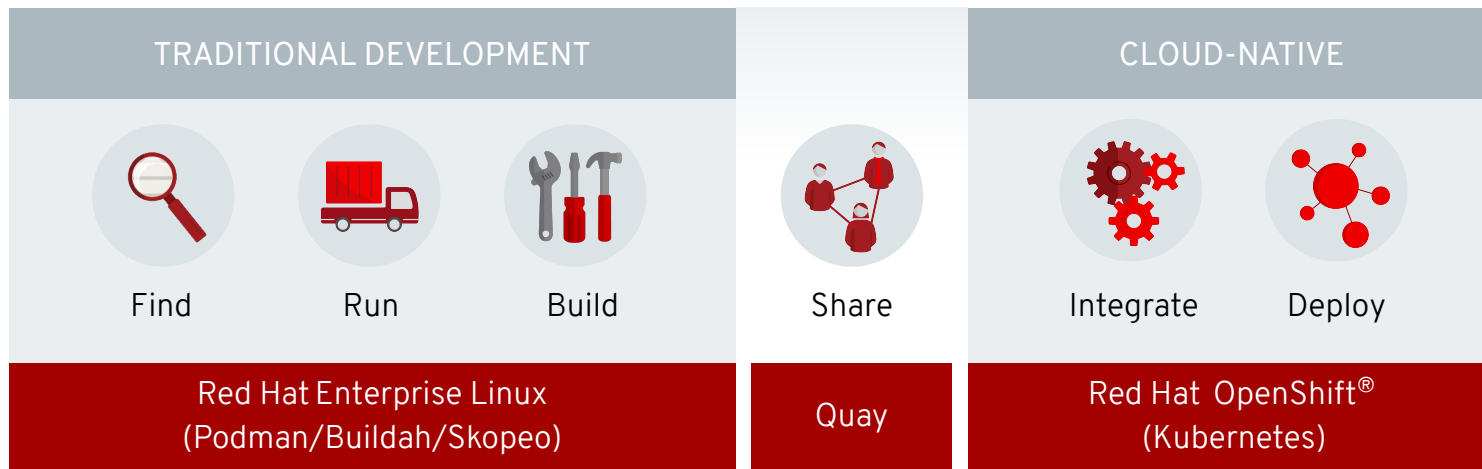 TRADITIONAL DEVELOPMENT
CLOUD-NATIVE
Find
Run
Build
Share
Integrate
Deploy
Red Hat Enterprise Linux
(Podman/Buildah/Skopeo)
Quay
Red Hat OpenShift®
(Kubernetes)